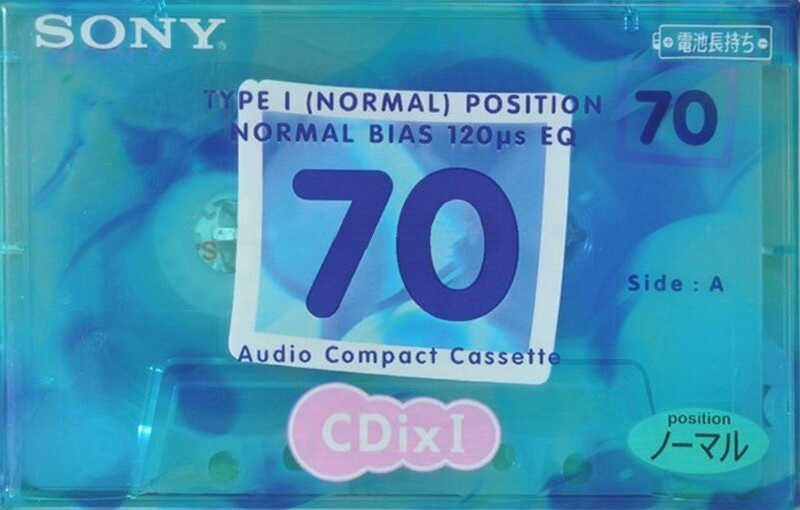 SONY
電池長持ち
TYPE I (NORMAL) POSITION
NORMAL BIAS 120µs EQ
70
70
Side : A
Audio Compact Cassette
CDixI
position
ノーマル